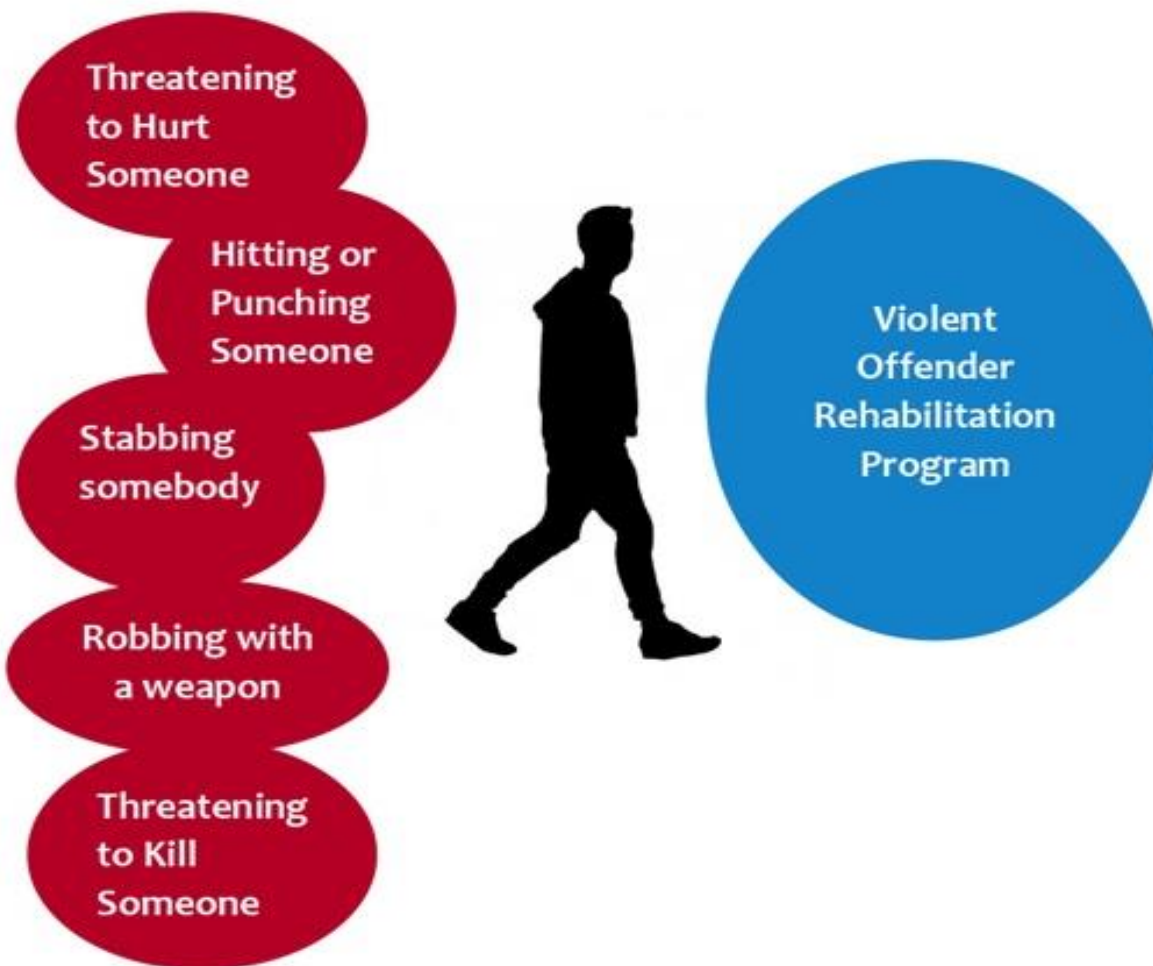 Threatening
to Hurt
Someone
Hitting or
Punching
Someone
Stabbing
somebody
Robbing with
a weapon
Threatening
to Kill
Someone
Violent
Offender
Rehabilitation
Program